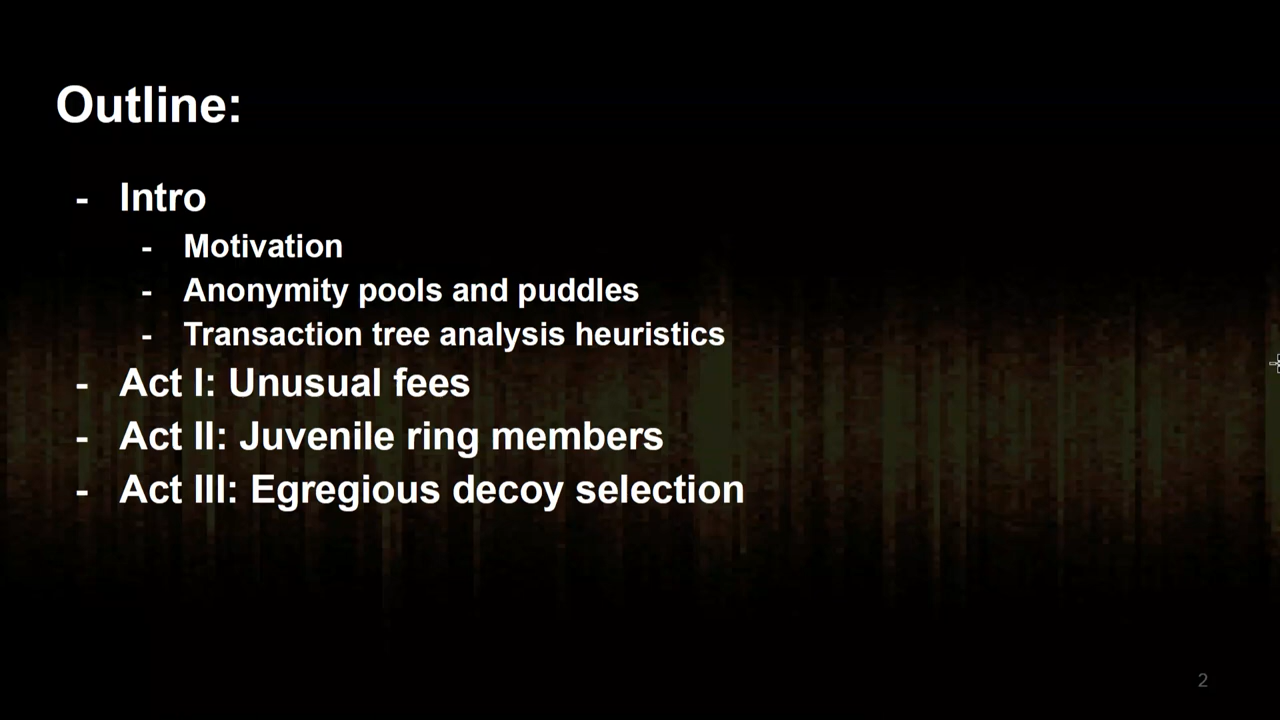 Outline:
- Intro
- Motivation
- Anonymity pools and puddles
- Transaction tree analysis heuristics
- Act I: Unusual fees
- Act II: Juvenile ring members
- Act III: Egregious decoy selection
2